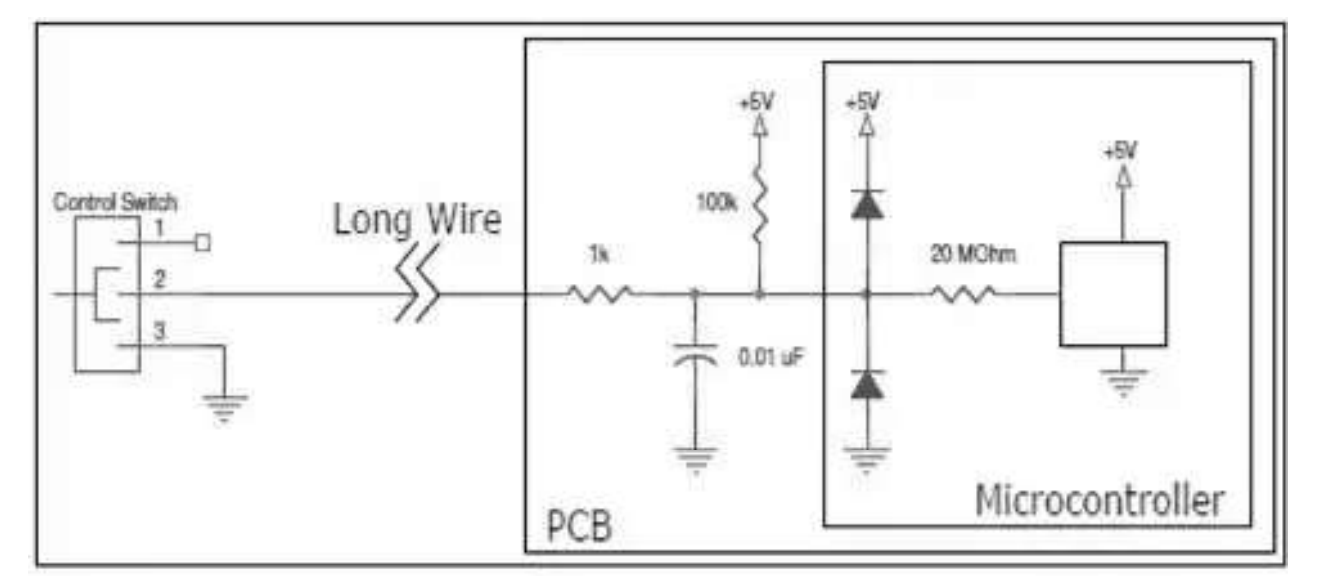 +5V
+5V
+5V
Control Switch
1
Long Wire
100k
1k
20 MOhm
2
3
0.01 uF
Microcontroller
PCB